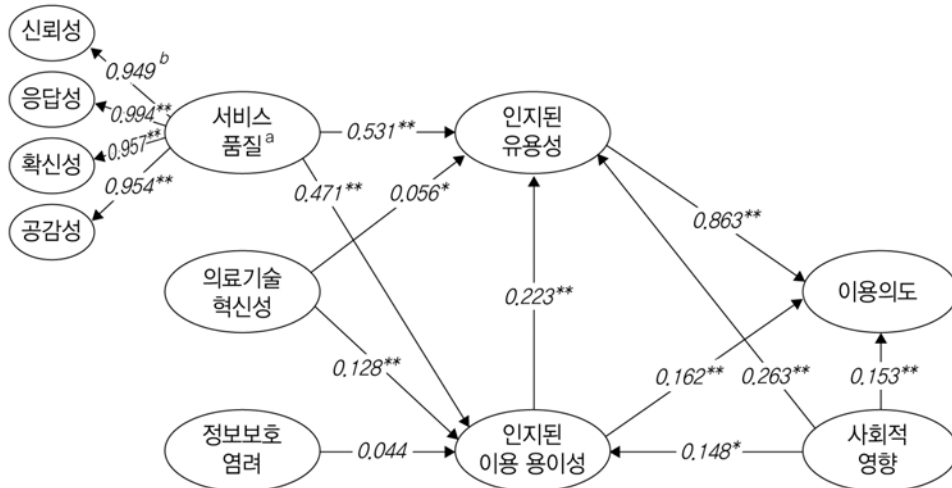 신뢰성
0.949 b
응답성
0.994**
서비스
품질a
0.531**
인지된
유용성
확신성
0.957**
0.954**
공감성
0.471**
0.056*
0.863**
의료기술
혁신성
0.223**
이용의도
0.128**
0.162**
0.263**
0.153**
정보보호
염려
0.044
인지된
이용 용이성
0.148*
사회적
영향